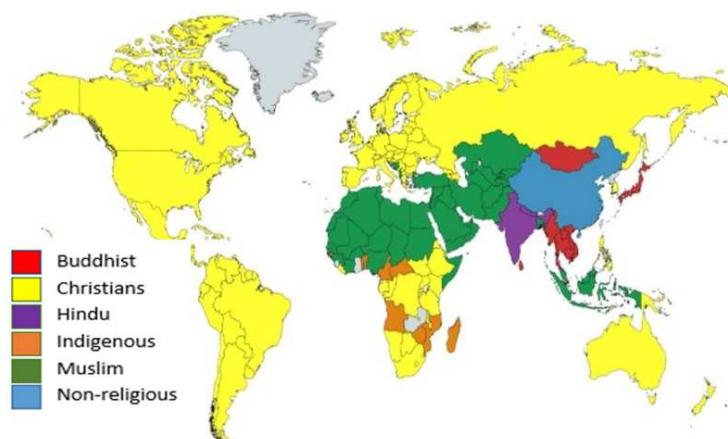 Buddhist
Christians
Hindu
Indigenous
Muslim
Non-religious